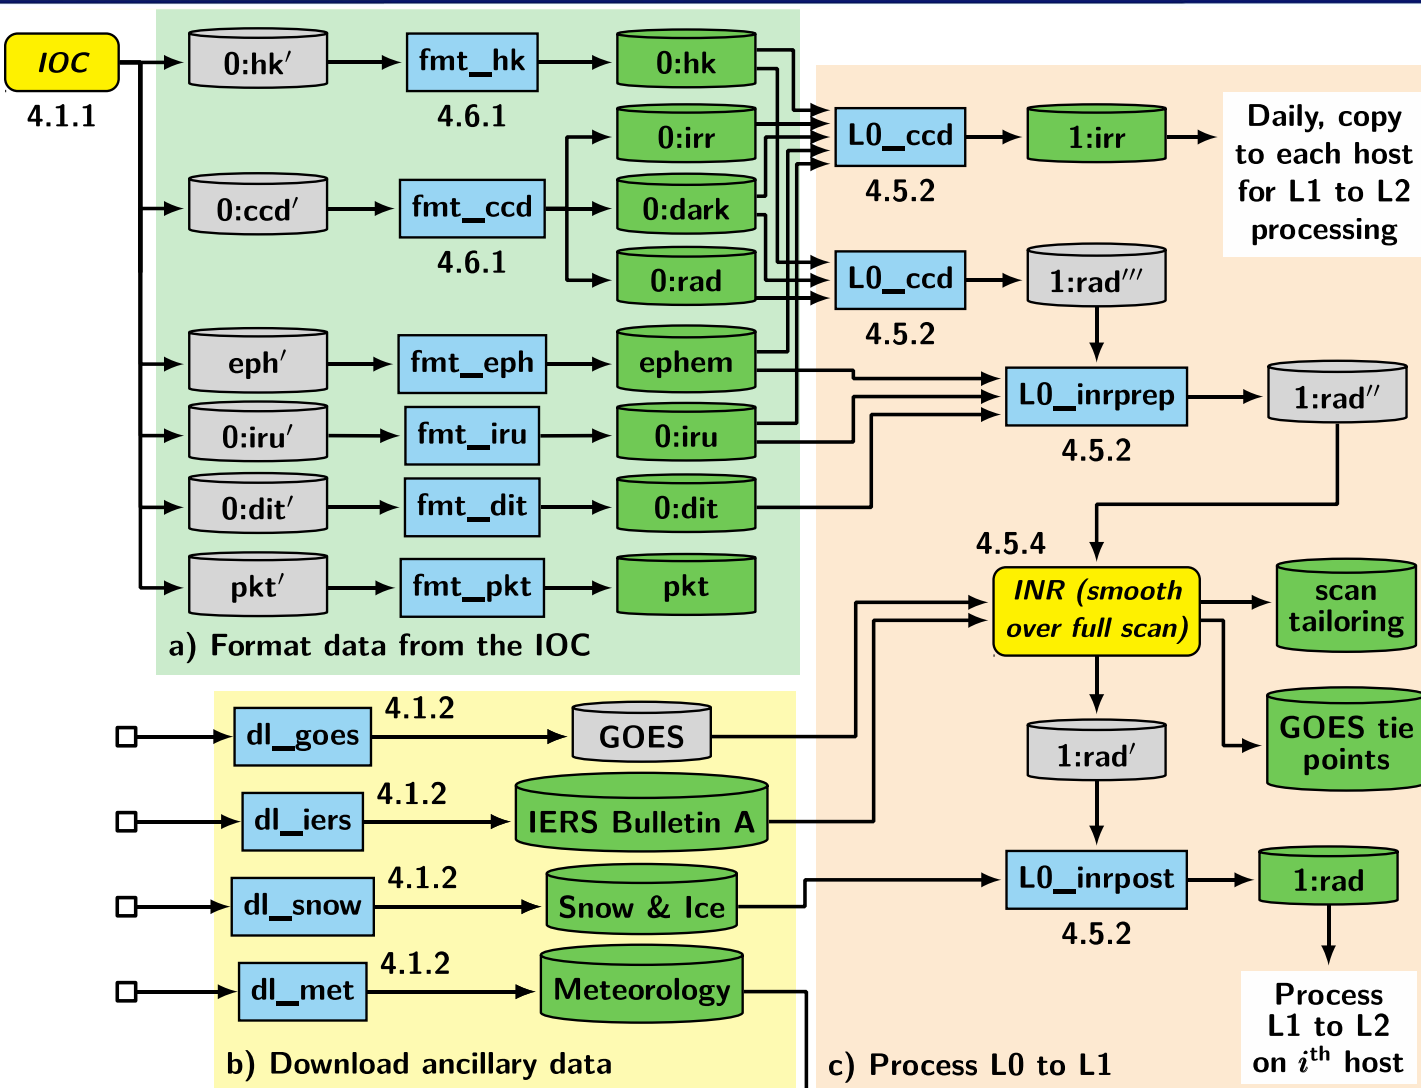 IOC
4.1.1
0:hk′
fmt_hk
4.6.1
0:hk
0:irr
0:ccd′
fmt_ccd
4.6.1
0:dark
0:rad
eph′
fmt_eph
ephem
0:iru′
fmt_iru
0:iru
0:dit′
fmt_dit
0:dit
pkt′
fmt_pkt
pkt
a) Format data from the IOC
L0_ccd
4.5.2
1:irr
Daily, copy
to each host
for L1 to L2
processing
L0_ccd
4.5.2
1:rad‴
L0_inrprep
4.5.2
1:rad″
4.5.4
INR (smooth
over full scan)
scan
tailoring
GOES tie
points
1:rad′
L0_inrpost
4.5.2
1:rad
Process
L1 to L2
on iᵗʰ host
c) Process L0 to L1
dl_goes
4.1.2
GOES
dl_iers
4.1.2
IERS Bulletin A
dl_snow
4.1.2
Snow & Ice
dl_met
4.1.2
Meteorology
b) Download ancillary data